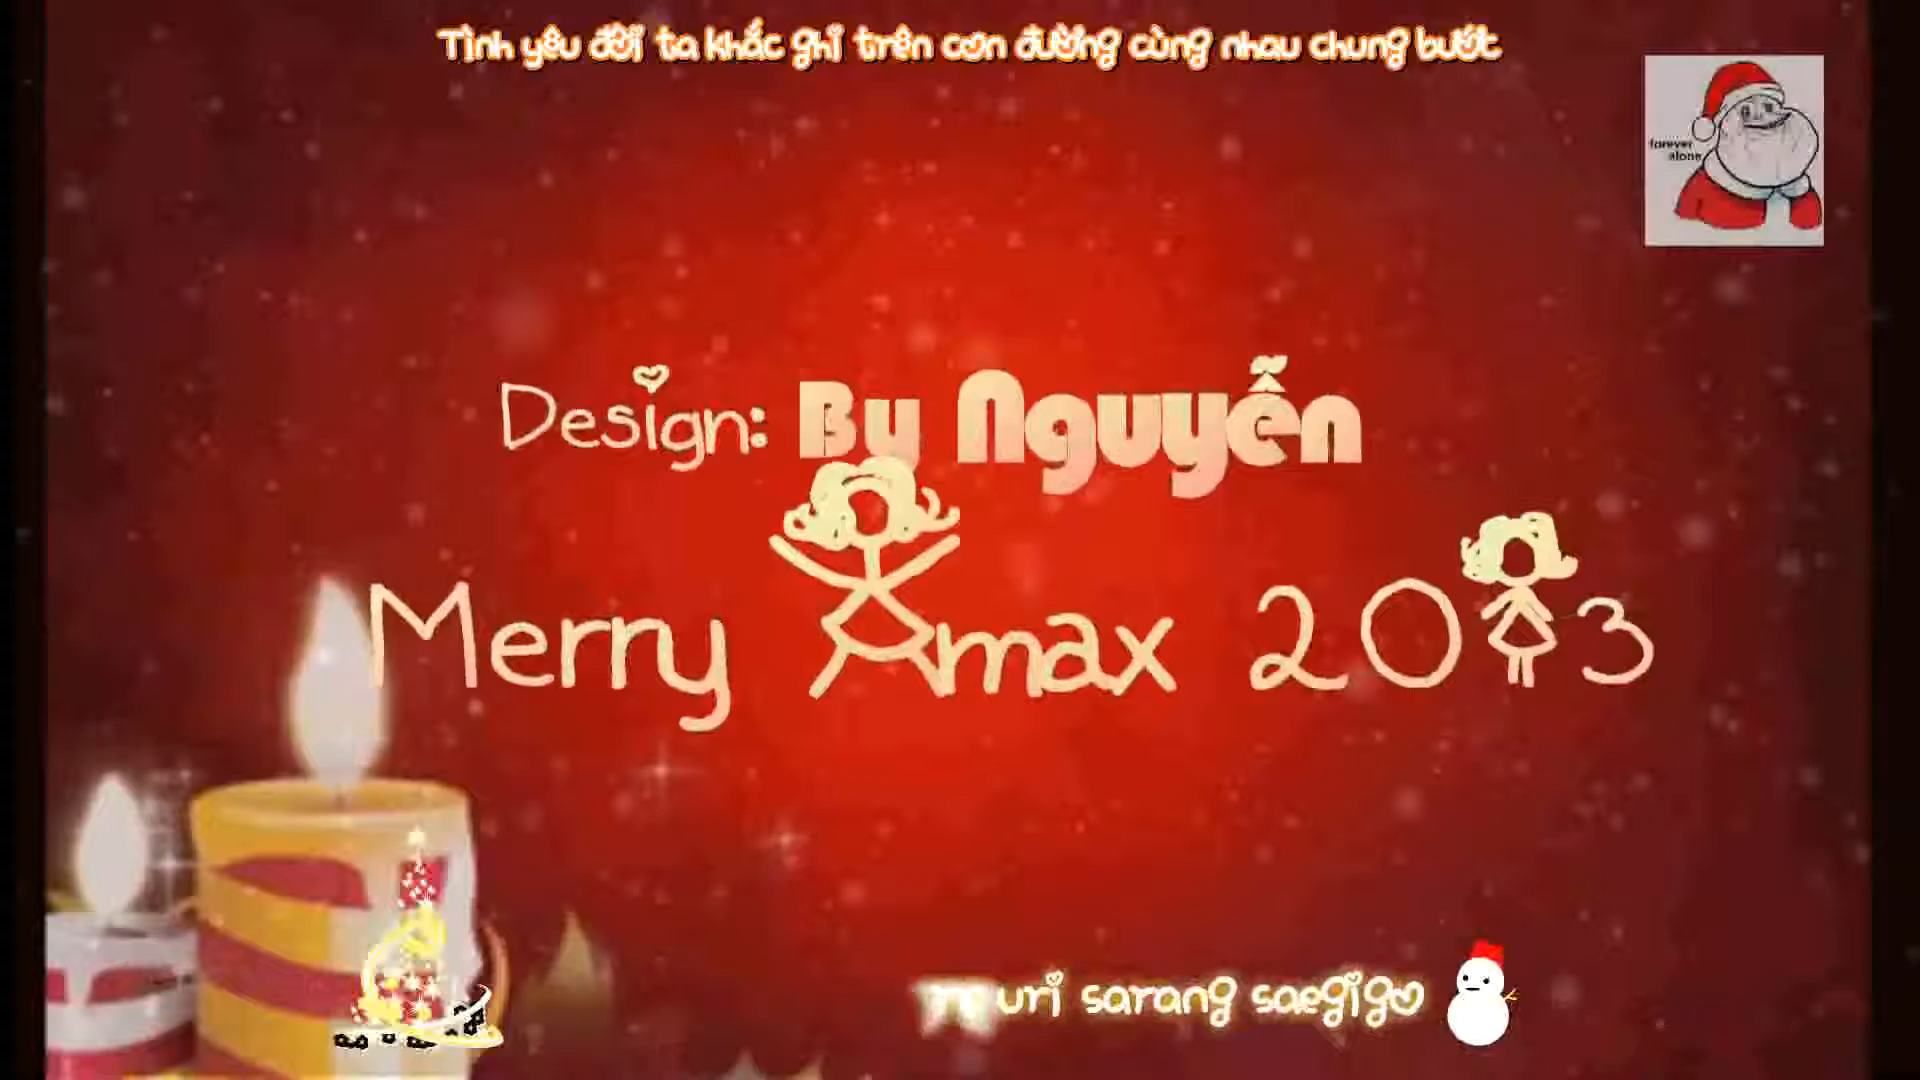 Tình yêu đôi ta khắc ghi trên con đường cùng nhau chung bước
forever
alone
Design: By Nguyễn
Merry Xmax 2013
uri sarang saegigo